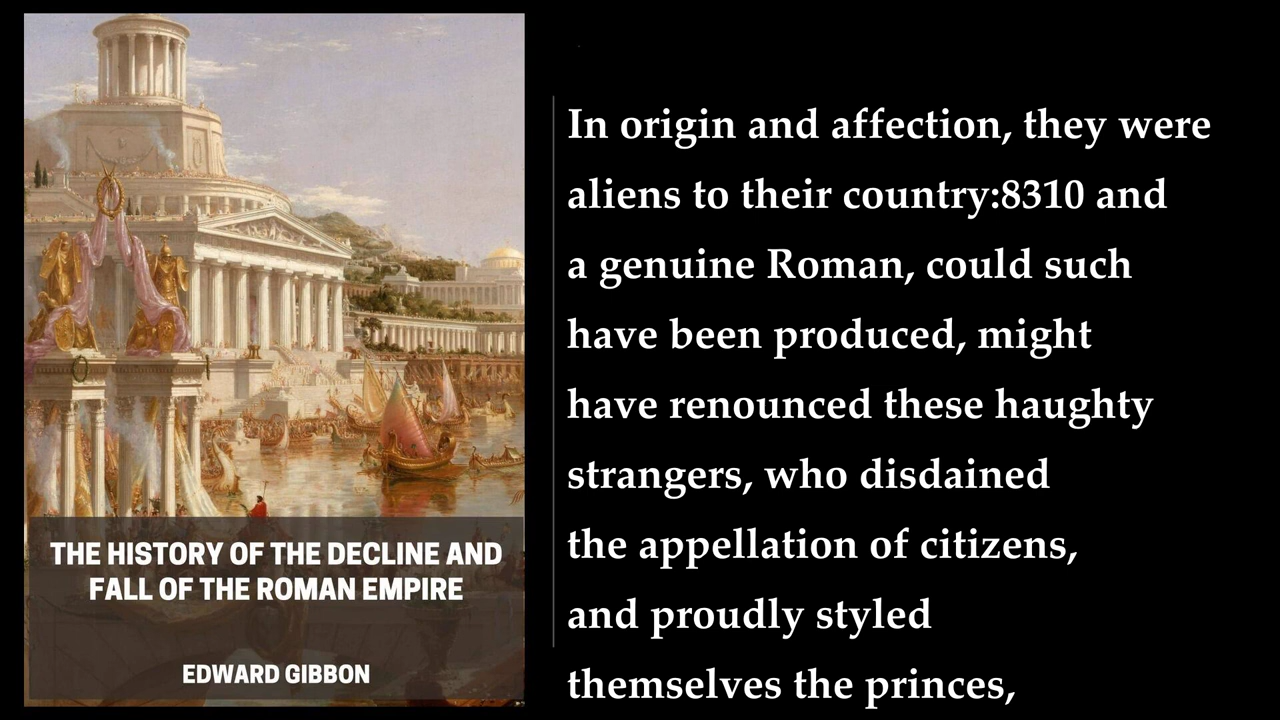 THE HISTORY OF THE DECLINE AND
FALL OF THE ROMAN EMPIRE
EDWARD GIBBON
In origin and affection, they were
aliens to their country:8310 and
a genuine Roman, could such
have been produced, might
have renounced these haughty
strangers, who disdained
the appellation of citizens,
and proudly styled
themselves the princes,